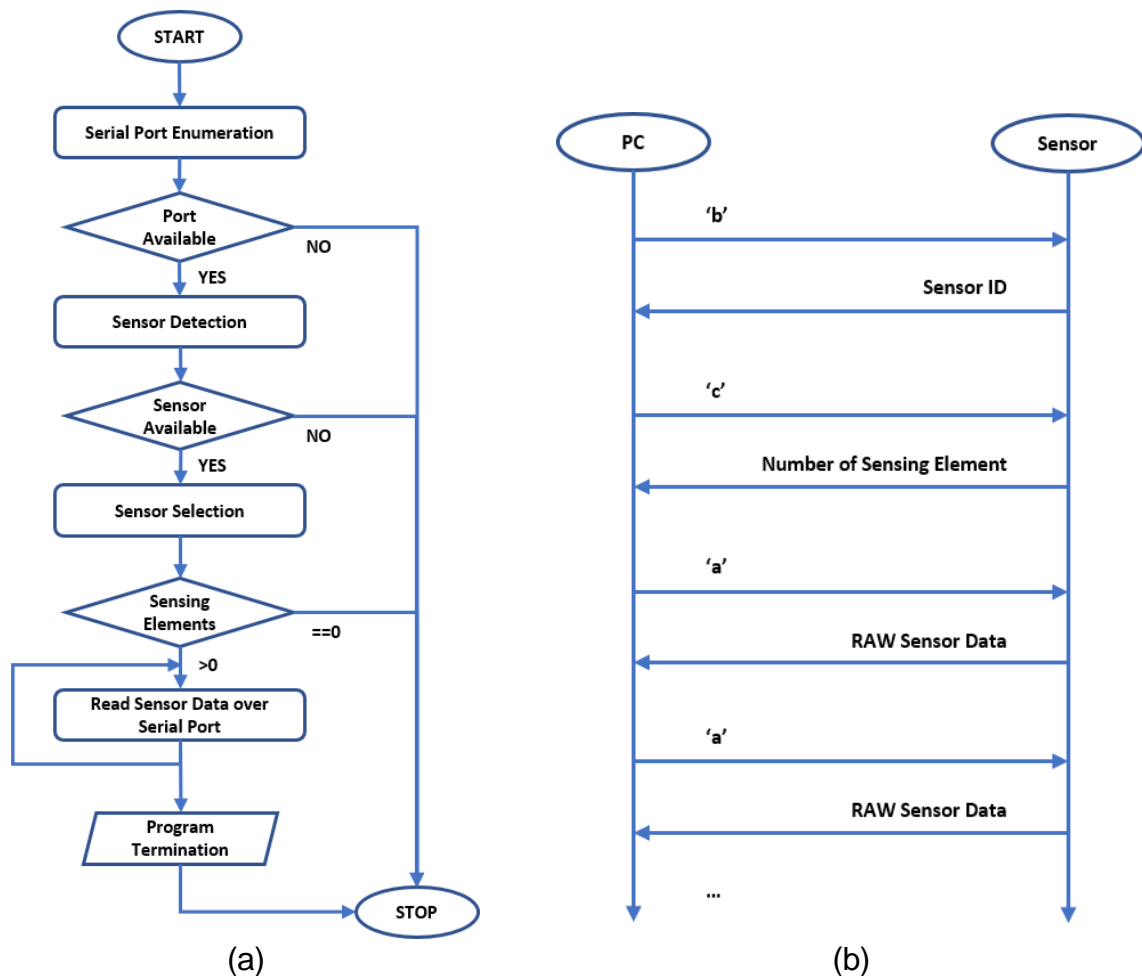 START
Serial Port Enumeration
Port
Available
NO
YES
Sensor Detection
Sensor
Available
NO
YES
Sensor Selection
Sensing
Elements
==0
>0
Read Sensor Data over
Serial Port
Program
Termination
STOP
(a)
PC
Sensor
‘b’
Sensor ID
‘c’
Number of Sensing Element
‘a’
RAW Sensor Data
‘a’
RAW Sensor Data
...
(b)